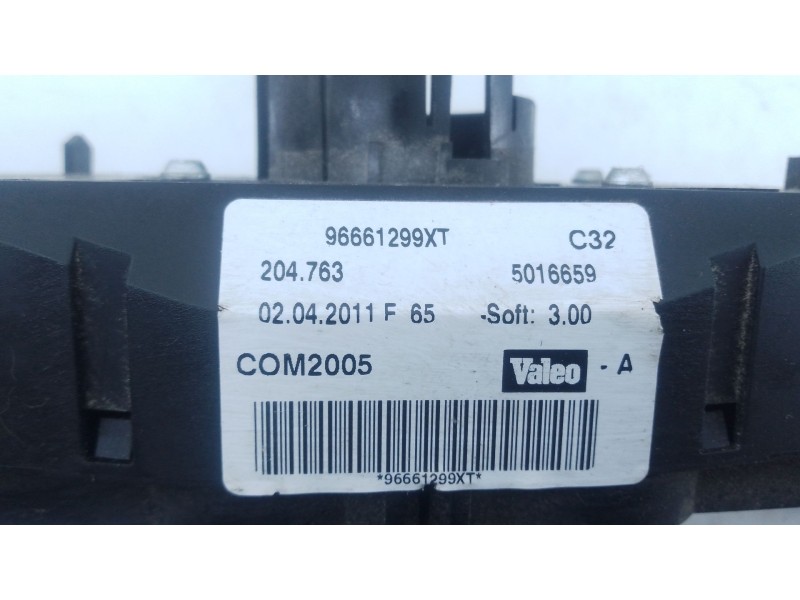 96661299XT C32
204.763 5016659
02.04.2011 F 65 -Soft: 3.00
COM2005 Valeo - A
*96661299XT*